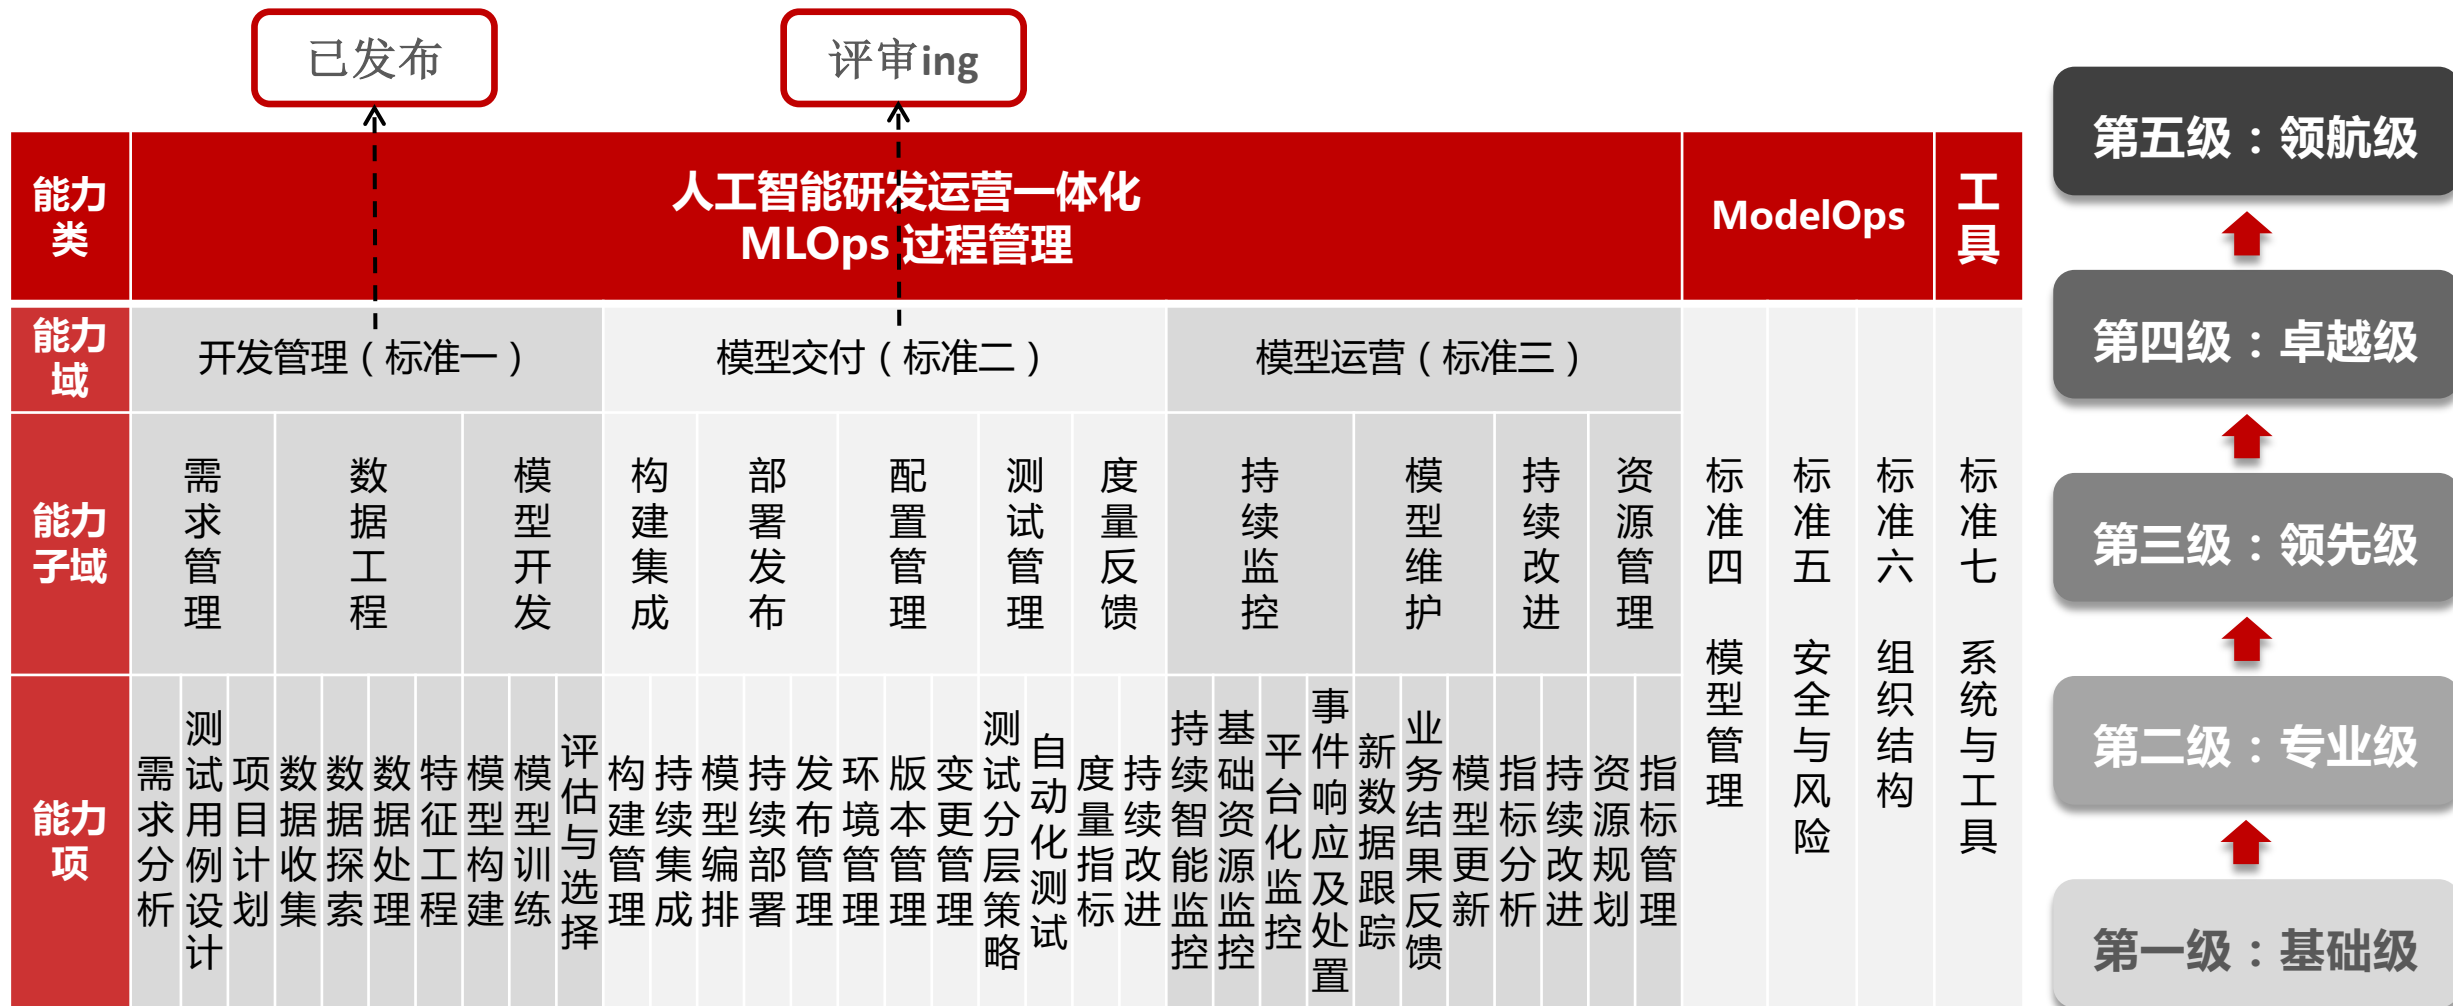 已发布
评审ing
能力
类
人工智能研发运营一体化
MLOps 过程管理
ModelOps
工
具
能力
域
开发管理（标准一）
模型交付（标准二）
模型运营（标准三）
能力
子域
需求管理
数据工程
模型开发
构建集成
部署发布
配置管理
测试管理
度量反馈
持续监控
模型维护
持续改进
资源管理
标准四 模型管理
标准五 安全与风险
标准六 组织结构
标准七 系统与工具
能力
项
需求分析
测试用例设计
项目计划
数据收集
数据探索
数据处理
特征工程
模型构建
模型训练
评估与选择
构建管理
持续集成
模型编排
持续部署
发布管理
环境管理
版本管理
变更管理
测试分层策略
自动化测试
度量指标
持续改进
持续智能监控
基础资源监控
平台化监控
事件响应及处置
新数据跟踪
业务结果反馈
模型更新
指标分析
持续改进
资源规划
指标管理
第五级：领航级
第四级：卓越级
第三级：领先级
第二级：专业级
第一级：基础级